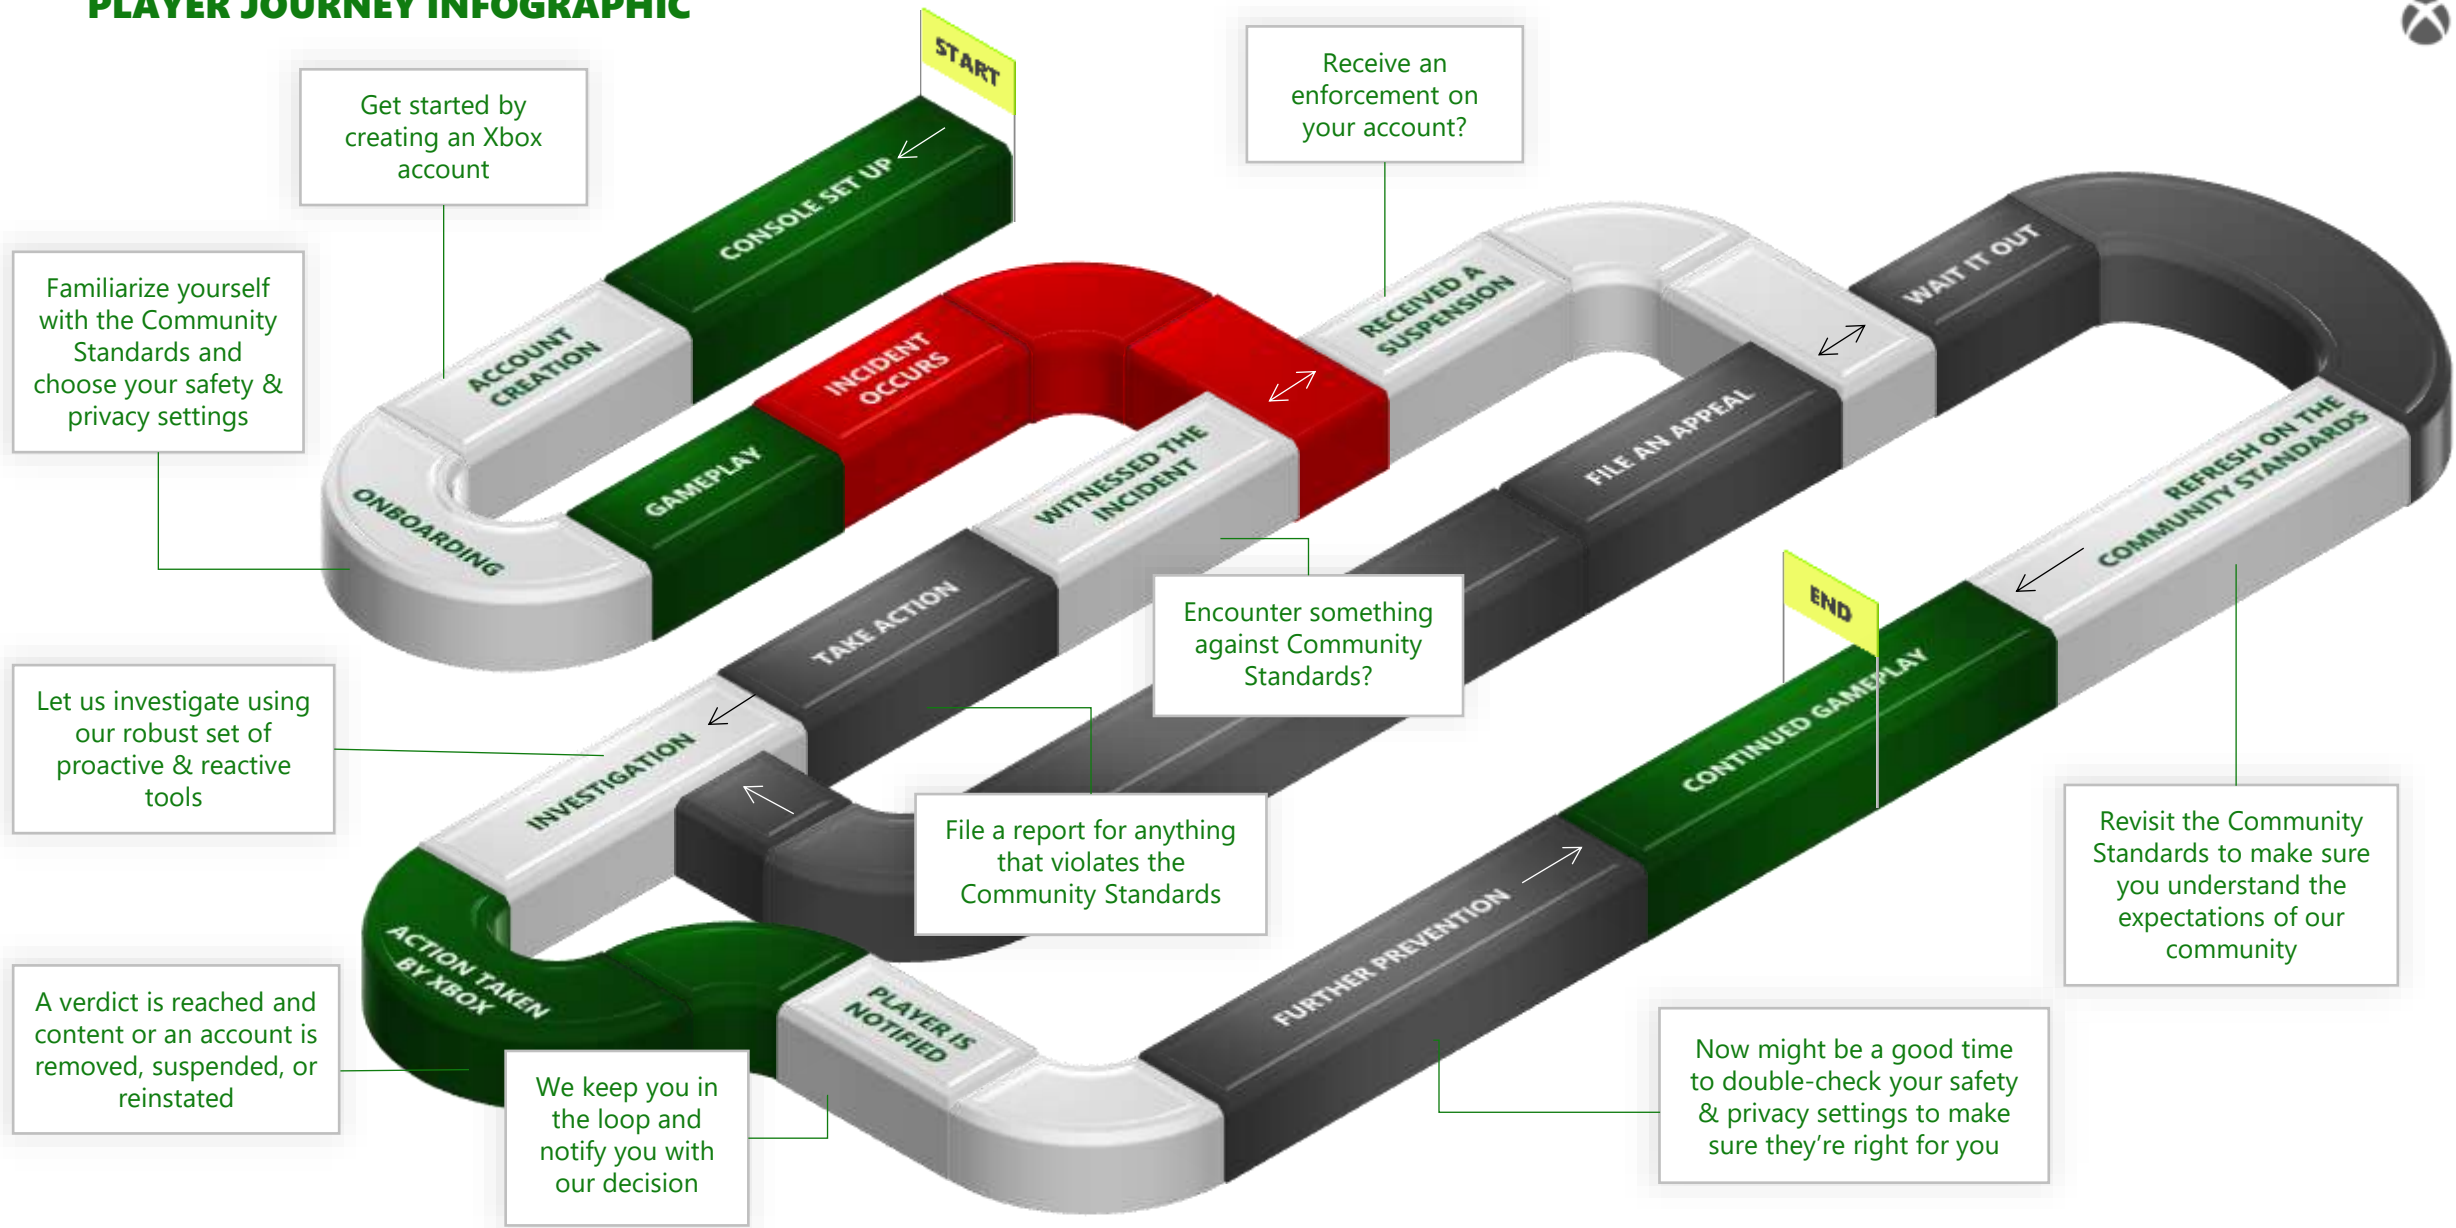 PLAYER JOURNEY INFOGRAPHIC
START
Get started by
creating an Xbox
account
Receive an
enforcement on
your account?
CONSOLE SET UP
Familiarize yourself
with the Community
Standards and
choose your safety &
privacy settings
ACCOUNT
CREATION
ONBOARDING
GAMEPLAY
INCIDENT
OCCURS
RECEIVED A
SUSPENSION
WAIT IT OUT
WITNESSED THE
INCIDENT
FILE AN APPEAL
REFRESH ON THE
COMMUNITY STANDARDS
TAKE ACTION
Encounter something
against Community
Standards?
END
CONTINUED GAMEPLAY
Let us investigate using
our robust set of
proactive & reactive
tools
INVESTIGATION
File a report for anything
that violates the
Community Standards
Revisit the Community
Standards to make sure
you understand the
expectations of our
community
ACTION TAKEN
BY XBOX
A verdict is reached and
content or an account is
removed, suspended, or
reinstated
PLAYER IS
NOTIFIED
We keep you in
the loop and
notify you with
our decision
FURTHER PREVENTION
Now might be a good time
to double-check your safety
& privacy settings to make
sure they're right for you